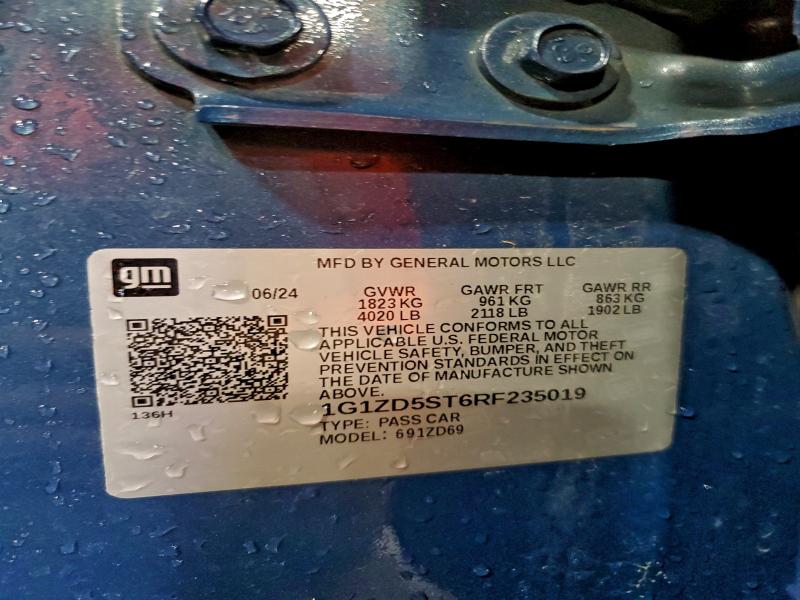 gm
MFD BY GENERAL MOTORS LLC
06/24
GVWR GAWR FRT GAWR RR
1823 KG 961 KG 863 KG
4020 LB 2118 LB 1902 LB
THIS VEHICLE CONFORMS TO ALL
APPLICABLE U.S. FEDERAL MOTOR
VEHICLE SAFETY, BUMPER, AND THEFT
PREVENTION STANDARDS IN EFFECT ON
THE DATE OF MANUFACTURE SHOWN
ABOVE.
1G1ZD5ST6RF235019
TYPE: PASS CAR
MODEL: 691ZD69
136H